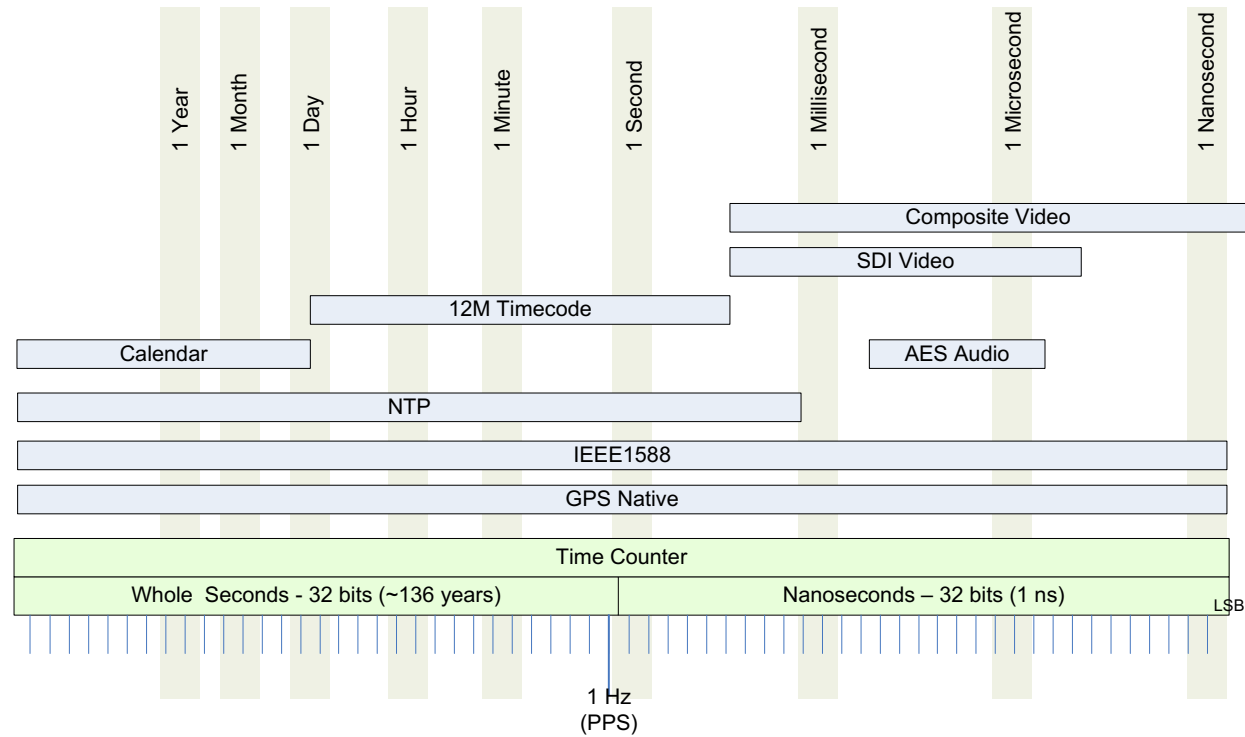 1 Year
1 Month
1 Day
1 Hour
1 Minute
1 Second
1 Millisecond
1 Microsecond
1 Nanosecond
Composite Video
SDI Video
12M Timecode
Calendar
AES Audio
NTP
IEEE1588
GPS Native
Time Counter
Whole Seconds - 32 bits (~136 years)
Nanoseconds – 32 bits (1 ns)
LSB
1 Hz
(PPS)